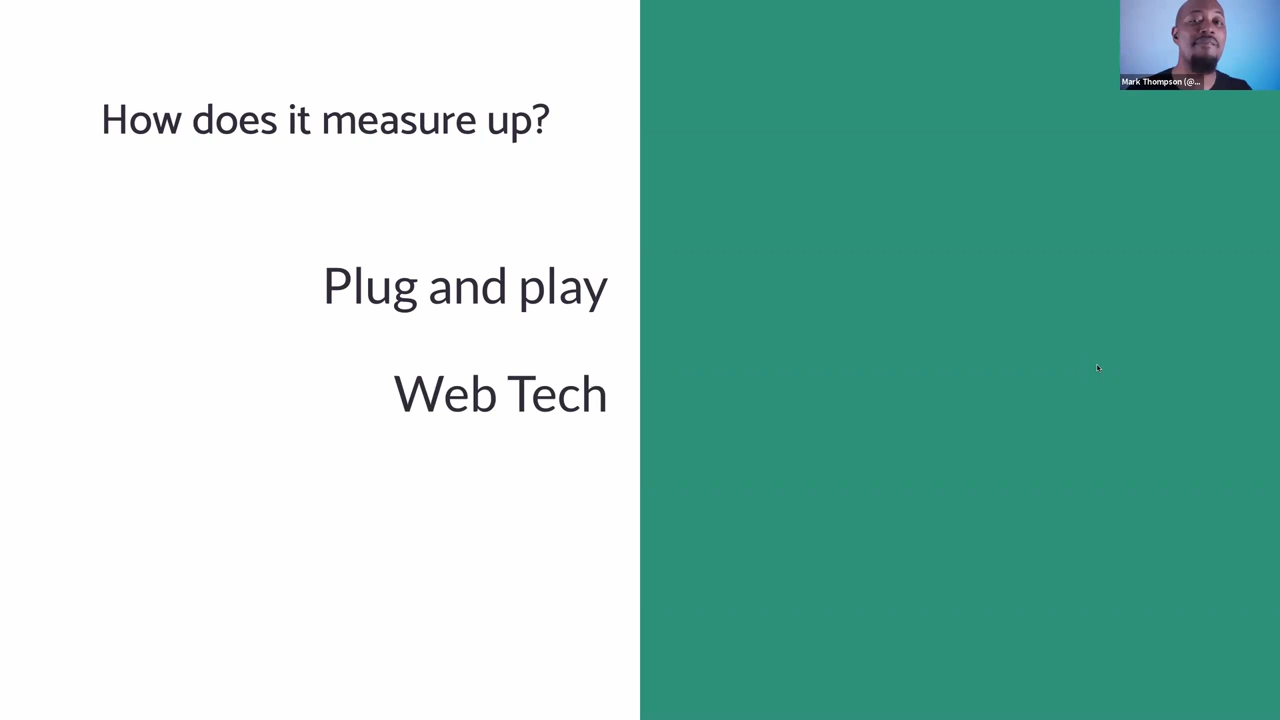 How does it measure up?
Plug and play
Web Tech
Mark Thompson (@...